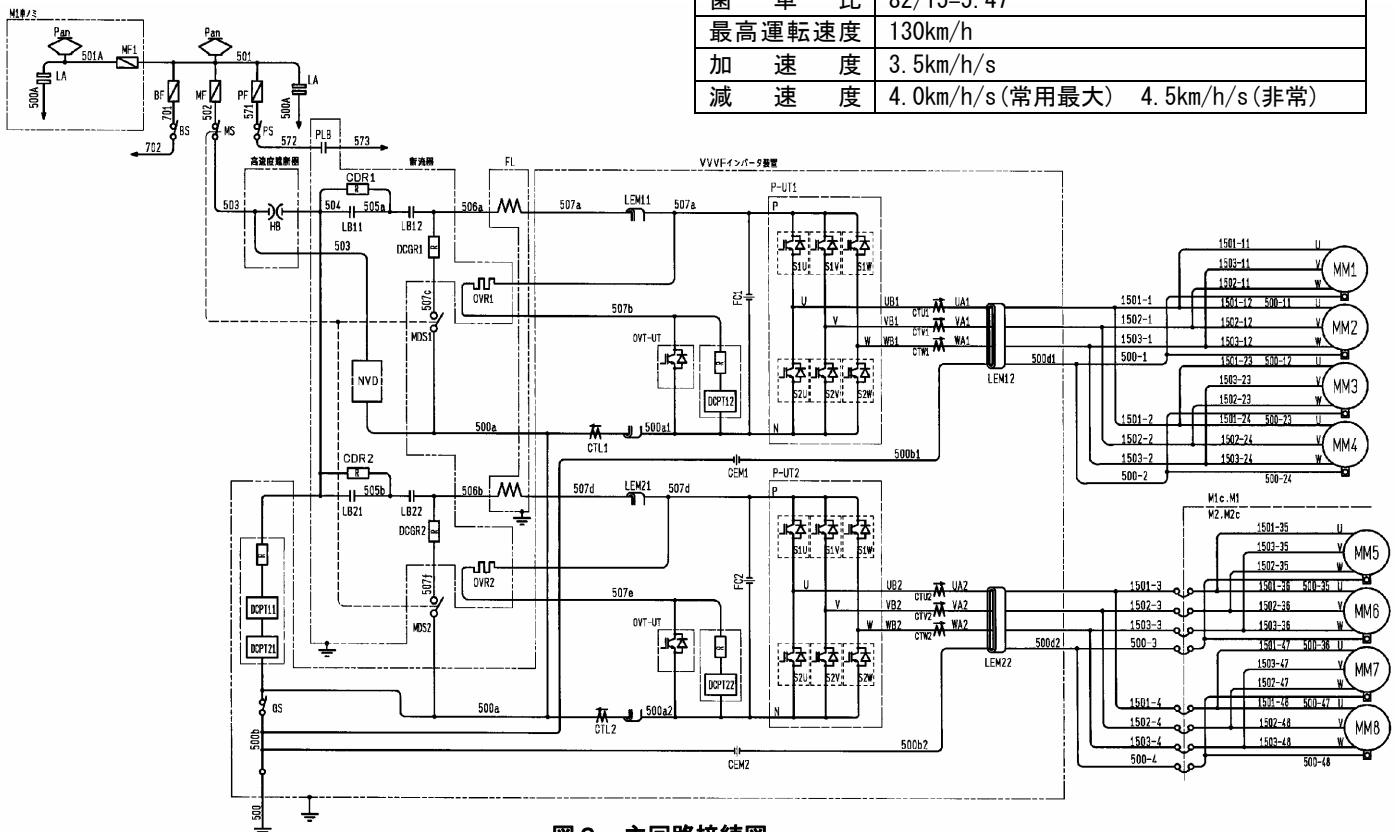 歯車比 82/15=5.47
最高運転速度 130km/h
加速度 3.5km/h/s
減速度 4.0km/h/s(常用最大) 4.5km/h/s(非常)
M1車ノミ
Pan
501A
MF1
LA
500A
Pan
501
LA
500A
BF
701
BS
702
MF
502
MS
PF
571
PS
572
PLB
573
高速度遮断器
断流器
FL
VVVFインバータ装置
503
HB
504
503
CDR1
R
LB11
505a
LB12
506a
507a
LEM11
507a
DCGR1
R
507c
MDS1
OVR1
507b
OVT-UT
R
DCPT12
FC1
NVD
500a
CTL1
500a1
P-UT1
P
S1U
S1V
S1W
U
V
W
S2U
S2V
S2W
N
UB1
VB1
WB1
CTU1
CTV1
CTW1
UA1
VA1
WA1
LEM12
500d1
CEM1
500b1
1501-1
1502-1
1503-1
500-1
1501-2
1502-2
1503-2
500-2
1501-11
1503-11
1502-11
U
V
W
MM1
1501-12
500-11
1502-12
1503-12
U
V
W
MM2
1501-23
500-12
1503-23
1502-23
U
V
W
MM3
1501-24
500-23
1502-24
1503-24
U
V
W
MM4
500-24
CDR2
R
LB21
505b
LB22
506b
507d
LEM21
507d
DCGR2
R
507f
MDS2
OVR2
507e
OVT-UT
R
DCPT22
FC2
R
DCPT11
DCPT21
GS
500b
500
500a
CTL2
500a2
P-UT2
P
S1U
S1V
S1W
U
V
W
S2U
S2V
S2W
N
UB2
VB2
WB2
CTU2
CTV2
CTW2
UA2
VA2
WA2
LEM22
500d2
CEM2
500b2
M1c.M1
M2.M2c
1501-3
1502-3
1503-3
500-3
1501-4
1502-4
1503-4
500-4
1501-35
1503-35
1502-35
U
V
W
MM5
1501-36
500-35
1502-36
1503-36
U
V
W
MM6
1501-47
500-36
1503-47
1502-47
U
V
W
MM7
1501-48
500-47
1502-48
1503-48
U
V
W
MM8
500-48
主回路接続図